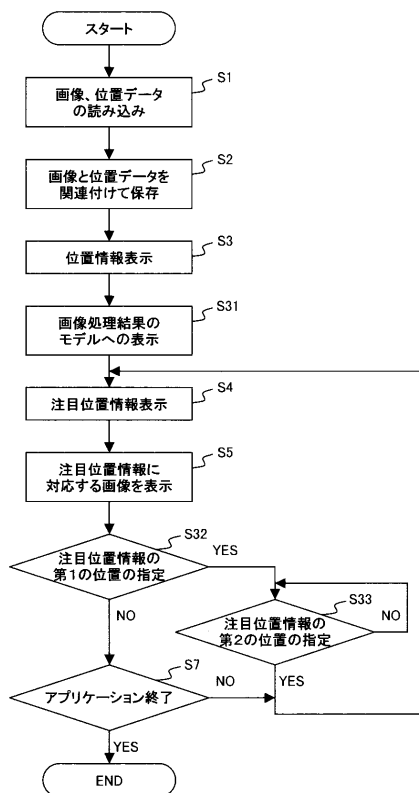 スタート
S1
画像、位置データ
の読み込み
S2
画像と位置データを
関連付けて保存
S3
位置情報表示
S31
画像処理結果の
モデルへの表示
S4
注目位置情報表示
S5
注目位置情報に
対応する画像を表示
S32
注目位置情報の
第1の位置の指定
YES
NO
S33
注目位置情報の
第2の位置の指定
NO
YES
S7
アプリケーション終了
NO
YES
END